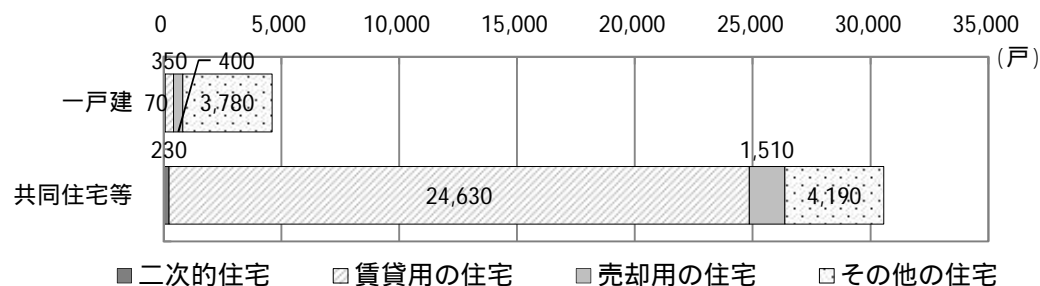 0 5,000 10,000 15,000 20,000 25,000 30,000 35,000
(戸)
350 400
一戸建 70 3,780
230 1,510
共同住宅等 24,630 4,190
二次的住宅 賃貸用の住宅 売却用の住宅 その他の住宅